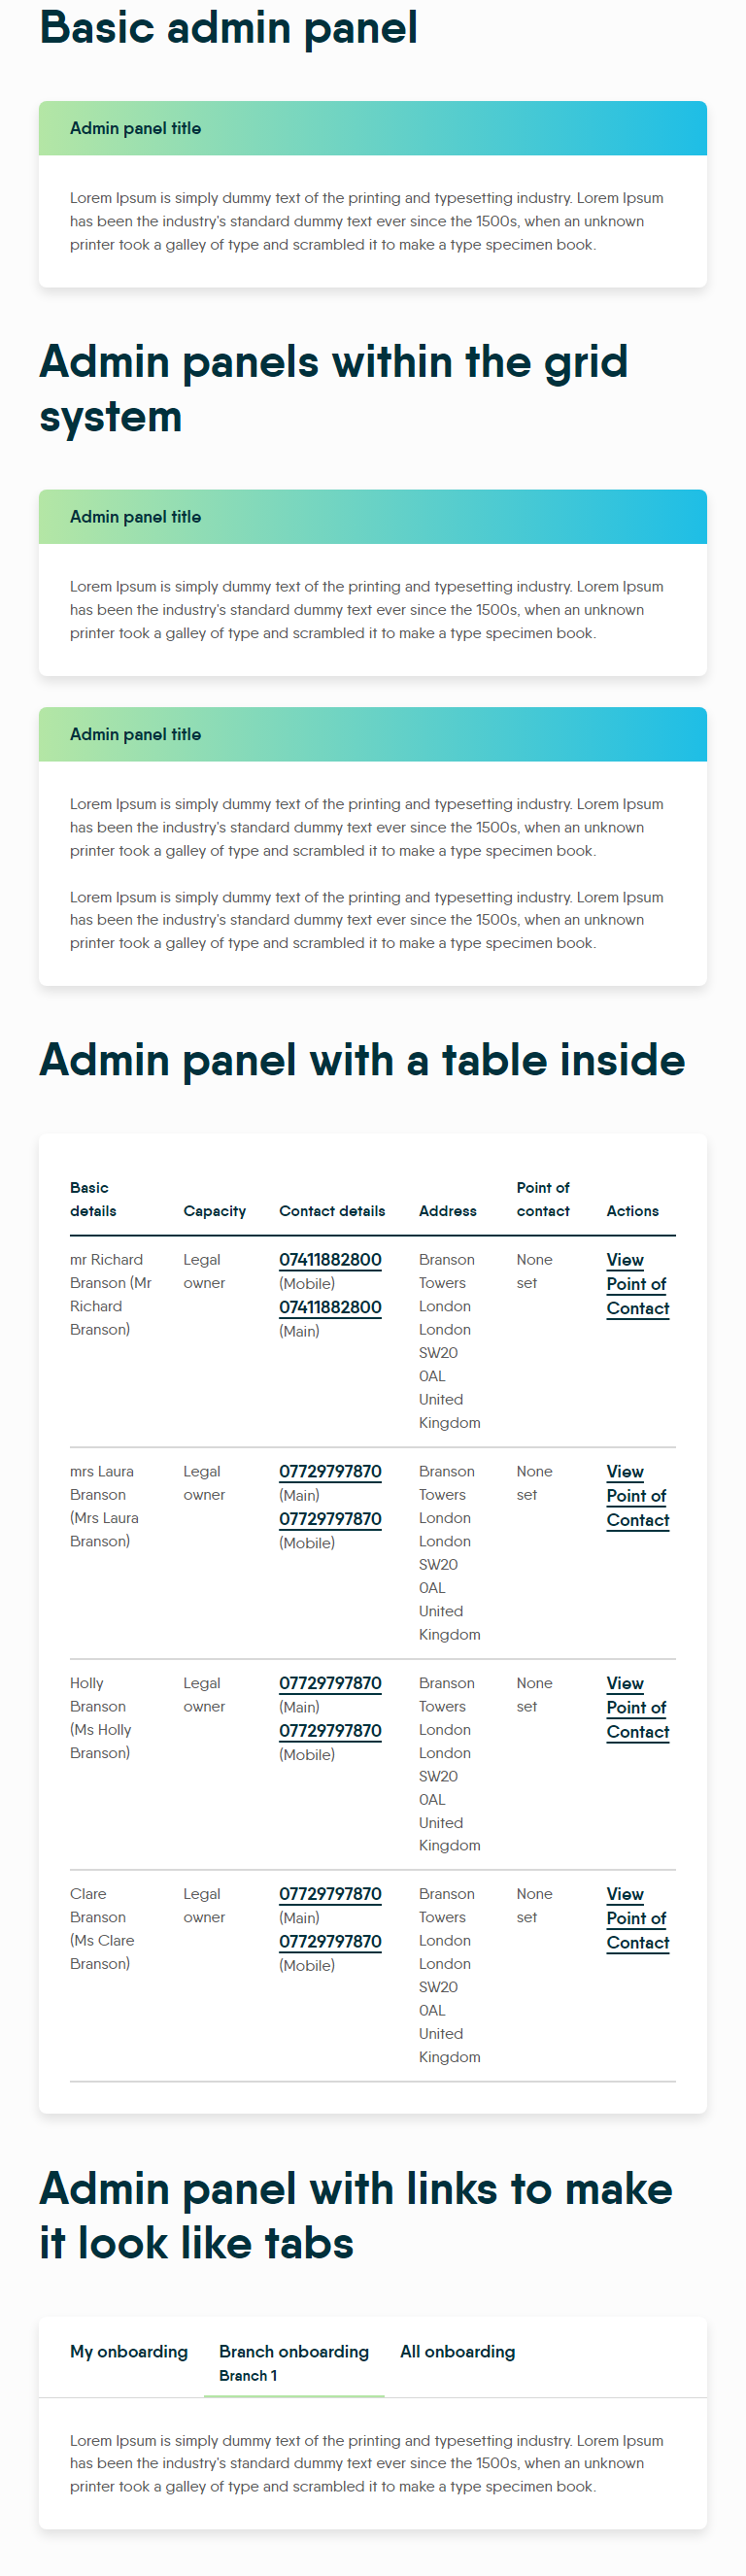 Basic admin panel
Admin panel title
Lorem Ipsum is simply dummy text of the printing and typesetting industry. Lorem Ipsum
has been the industry's standard dummy text ever since the 1500s, when an unknown
printer took a galley of type and scrambled it to make a type specimen book.
Admin panels within the grid
system
Admin panel title
Lorem Ipsum is simply dummy text of the printing and typesetting industry. Lorem Ipsum
has been the industry's standard dummy text ever since the 1500s, when an unknown
printer took a galley of type and scrambled it to make a type specimen book.
Admin panel title
Lorem Ipsum is simply dummy text of the printing and typesetting industry. Lorem Ipsum
has been the industry's standard dummy text ever since the 1500s, when an unknown
printer took a galley of type and scrambled it to make a type specimen book.
Lorem Ipsum is simply dummy text of the printing and typesetting industry. Lorem Ipsum
has been the industry's standard dummy text ever since the 1500s, when an unknown
printer took a galley of type and scrambled it to make a type specimen book.
Admin panel with a table inside
Basic
details
Capacity
Contact details
Address
Point of
contact
Actions
mr Richard
Branson (Mr
Richard
Branson)
Legal
owner
07411882800
(Mobile)
07411882800
(Main)
Branson
Towers
London
London
SW20
0AL
United
Kingdom
None
set
View
Point of
Contact
mrs Laura
Branson
(Mrs Laura
Branson)
Legal
owner
07729797870
(Main)
07729797870
(Mobile)
Branson
Towers
London
London
SW20
0AL
United
Kingdom
None
set
View
Point of
Contact
Holly
Branson
(Ms Holly
Branson)
Legal
owner
07729797870
(Main)
07729797870
(Mobile)
Branson
Towers
London
London
SW20
0AL
United
Kingdom
None
set
View
Point of
Contact
Clare
Branson
(Ms Clare
Branson)
Legal
owner
07729797870
(Main)
07729797870
(Mobile)
Branson
Towers
London
London
SW20
0AL
United
Kingdom
None
set
View
Point of
Contact
Admin panel with links to make
it look like tabs
My onboarding
Branch onboarding
Branch 1
All onboarding
Lorem Ipsum is simply dummy text of the printing and typesetting industry. Lorem Ipsum
has been the industry's standard dummy text ever since the 1500s, when an unknown
printer took a galley of type and scrambled it to make a type specimen book.